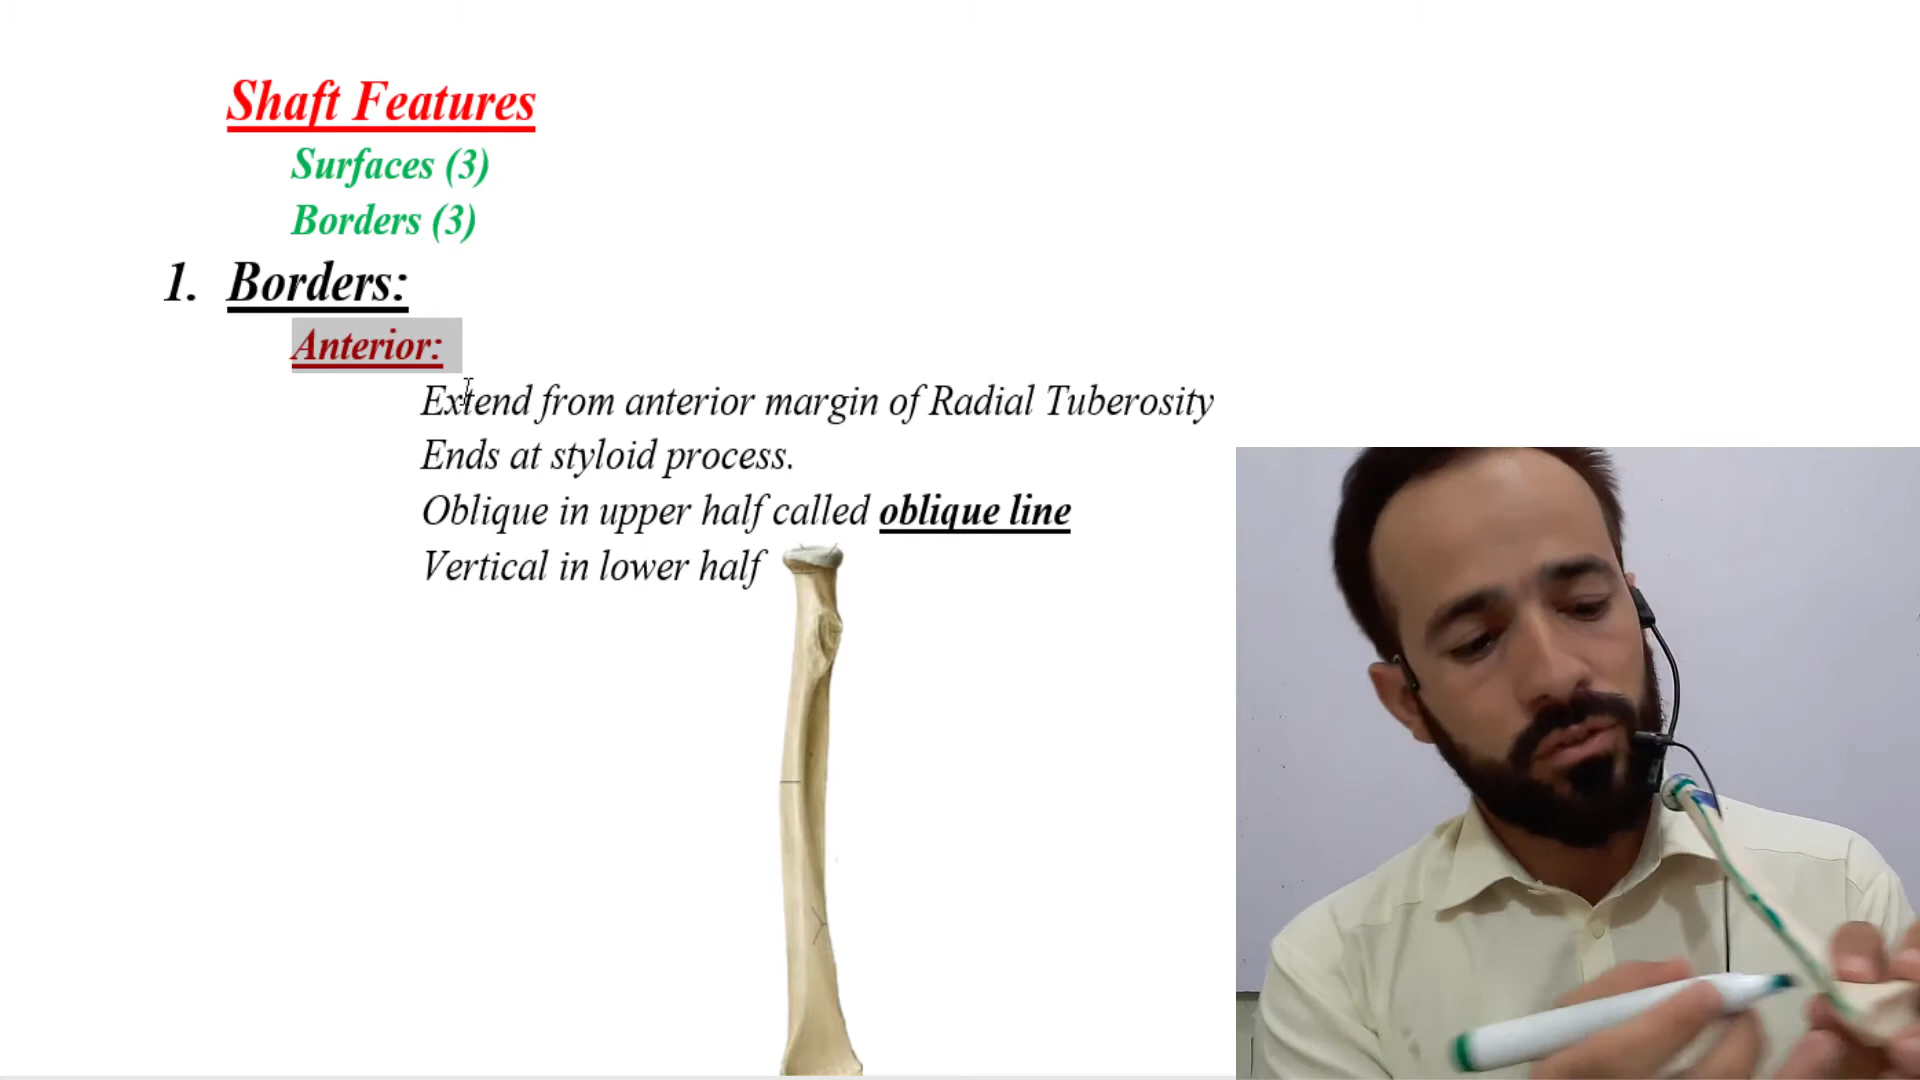 Shaft Features
Surfaces (3)
Borders (3)
1. Borders:
Anterior:
Extend from anterior margin of Radial Tuberosity
Ends at styloid process.
Oblique in upper half called oblique line
Vertical in lower half